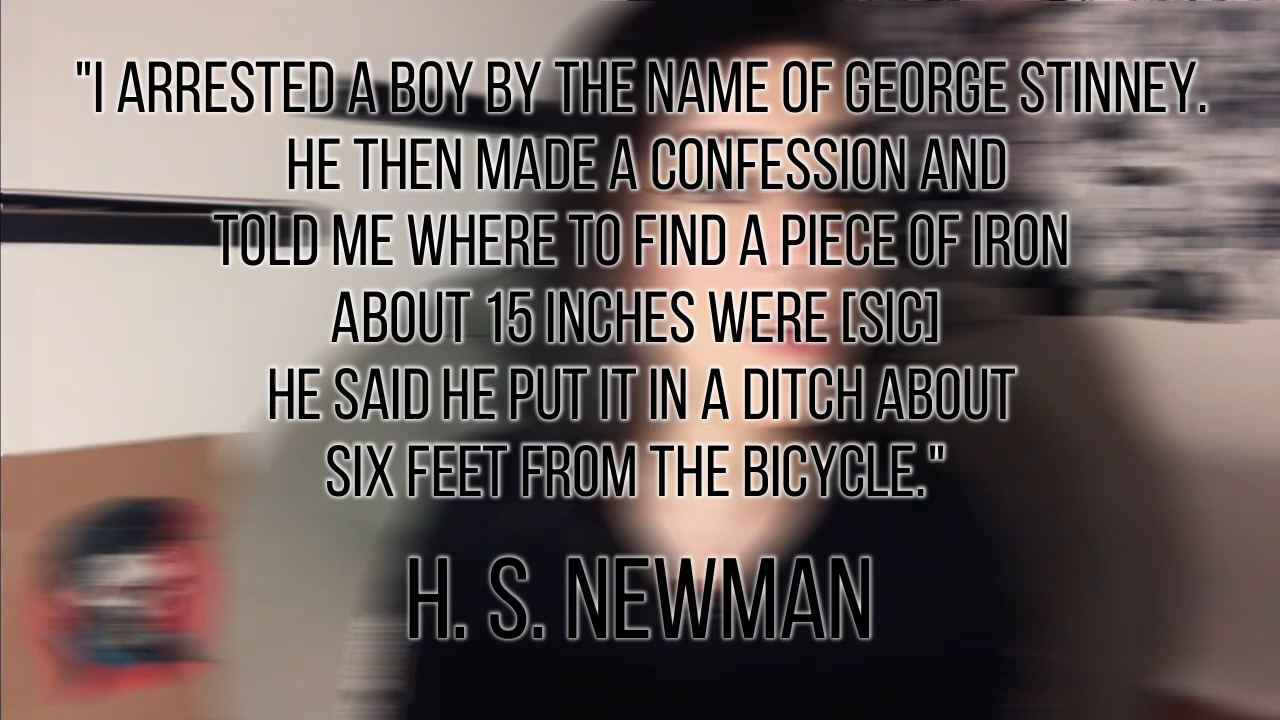 "I ARRESTED A BOY BY THE NAME OF GEORGE STINNEY.
HE THEN MADE A CONFESSION AND
TOLD ME WHERE TO FIND A PIECE OF IRON
ABOUT 15 INCHES WERE [SIC]
HE SAID HE PUT IT IN A DITCH ABOUT
SIX FEET FROM THE BICYCLE."
H. S. NEWMAN